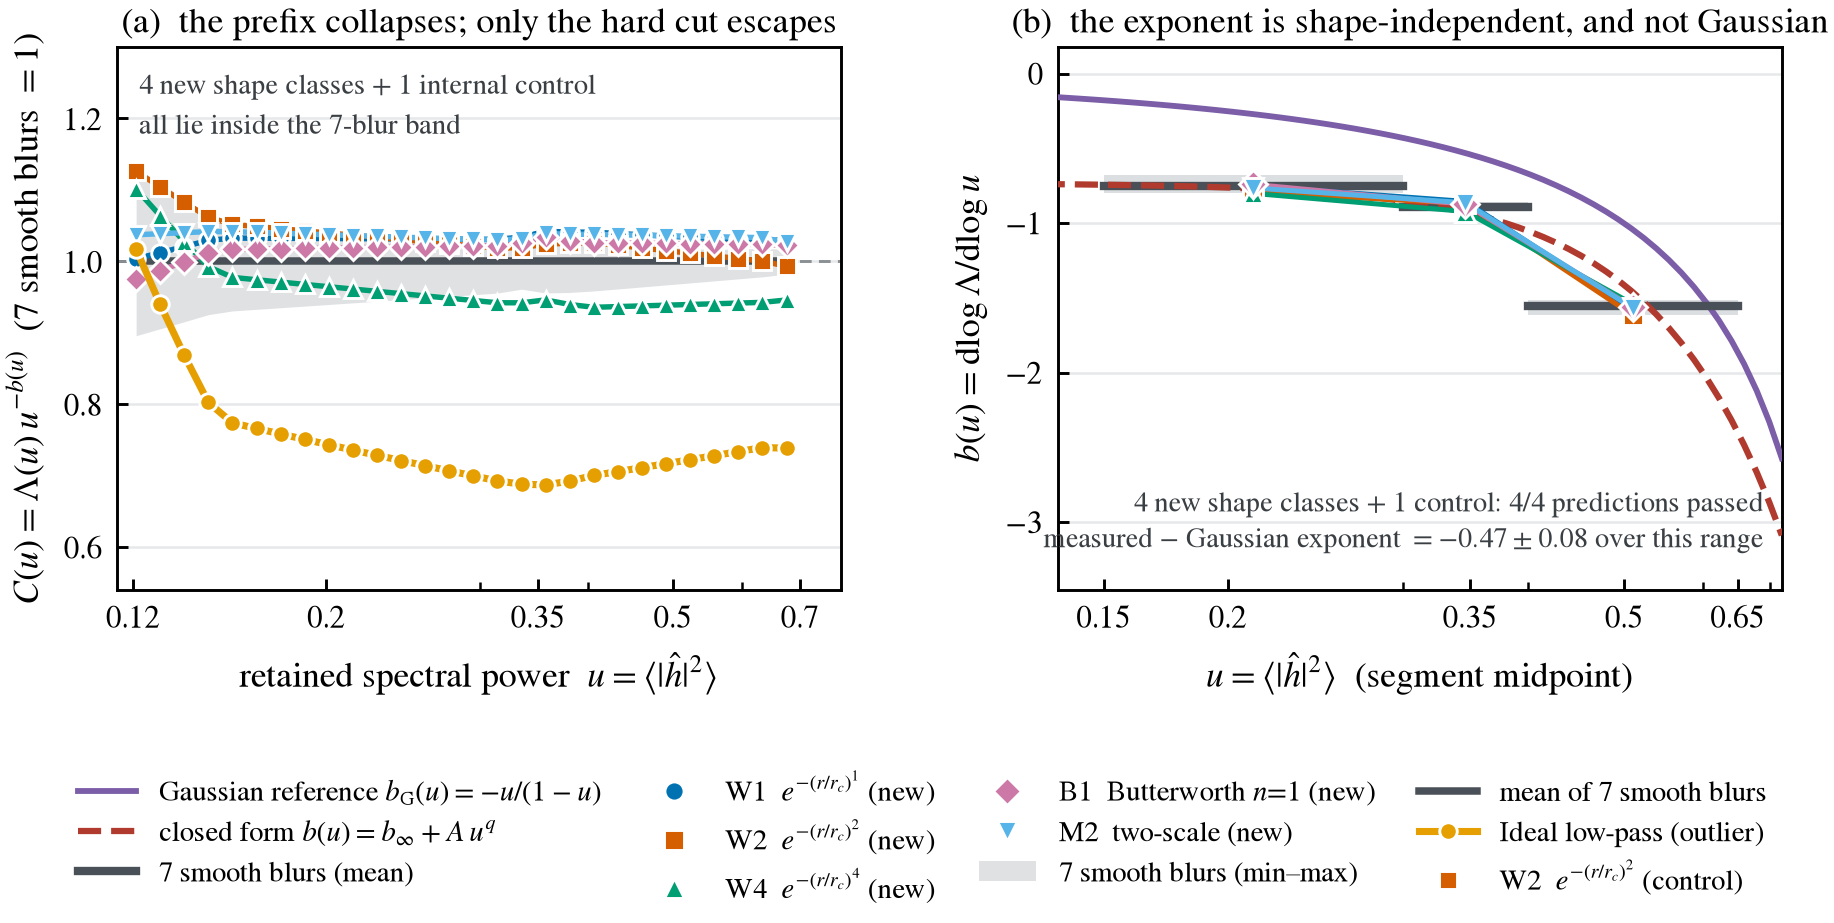 (a) the prefix collapses; only the hard cut escapes
C(u) = Λ(u) u^{−b(u)} (7 smooth blurs = 1)
4 new shape classes + 1 internal control
all lie inside the 7-blur band
1.2
1.0
0.8
0.6
0.12 0.2 0.35 0.5 0.7
retained spectral power u = ⟨|ĥ|²⟩
(b) the exponent is shape-independent, and not Gaussian
b(u) = dlog Λ/dlog u
0
−1
−2
−3
4 new shape classes + 1 control: 4/4 predictions passed
measured − Gaussian exponent = −0.47 ± 0.08 over this range
0.15 0.2 0.35 0.5 0.65
u = ⟨|ĥ|²⟩ (segment midpoint)
Gaussian reference b_G(u) = −u/(1 − u)
closed form b(u) = b_∞ + A u^q
7 smooth blurs (mean)
W1 e^{−(r/r_c)^1} (new)
W2 e^{−(r/r_c)^2} (new)
W4 e^{−(r/r_c)^4} (new)
B1 Butterworth n=1 (new)
M2 two-scale (new)
7 smooth blurs (min–max)
mean of 7 smooth blurs
Ideal low-pass (outlier)
W2 e^{−(r/r_c)^2} (control)